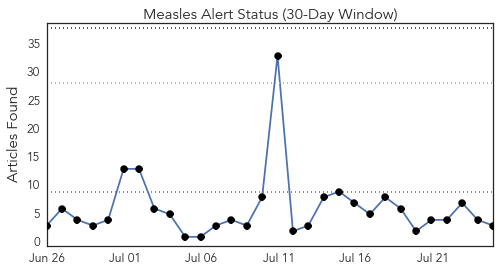 Measles Alert Status (30-Day Window)
Articles Found
35
30
25
20
15
10
5
0
Jun 26 Jul 01 Jul 06 Jul 11 Jul 16 Jul 21